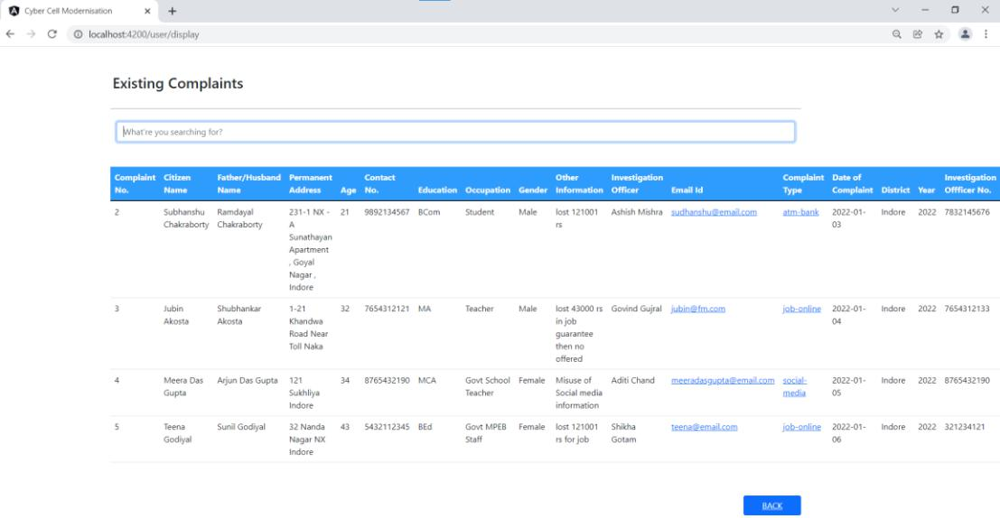 Cyber Cell Modernisation
localhost:4200/user/display
Existing Complaints
What're you searching for?
Complaint No. Citizen Name Father/Husband Name Permanent Address Age Contact No. Education Occupation Gender Other Information Investigation Officer Email Id Complaint Type Date of Complaint District Year Investigation Offficer No.
2 Subhanshu Chakraborty Ramdayal Chakraborty 231-1 NX - A Sunathayan Apartment , Goyal Nagar , Indore 21 9892134567 BCom Student Male lost 121001 rs Ashish Mishra sudhanshu@email.com atm-bank 2022-01-03 Indore 2022 7832145676
3 Jubin Akosta Shubhankar Akosta 1-21 Khandwa Road Near Toll Naka 32 7654312121 MA Teacher Male lost 43000 rs in job guarantee then no offered Govind Gujral jubin@fm.com job-online 2022-01-04 Indore 2022 7654312133
4 Meera Das Gupta Arjun Das Gupta 121 Sukhliya Indore 34 8765432190 MCA Govt School Teacher Female Misuse of Social media information Aditi Chand meeradasgupta@email.com social-media 2022-01-05 Indore 2022 8765432190
5 Teena Godiyal Sunil Godiyal 32 Nanda Nagar NX Indore 43 5432112345 BEd Govt MPEB Staff Female lost 121001 rs for job Shikha Gotam teena@email.com job-online 2022-01-06 Indore 2022 321234121
BACK